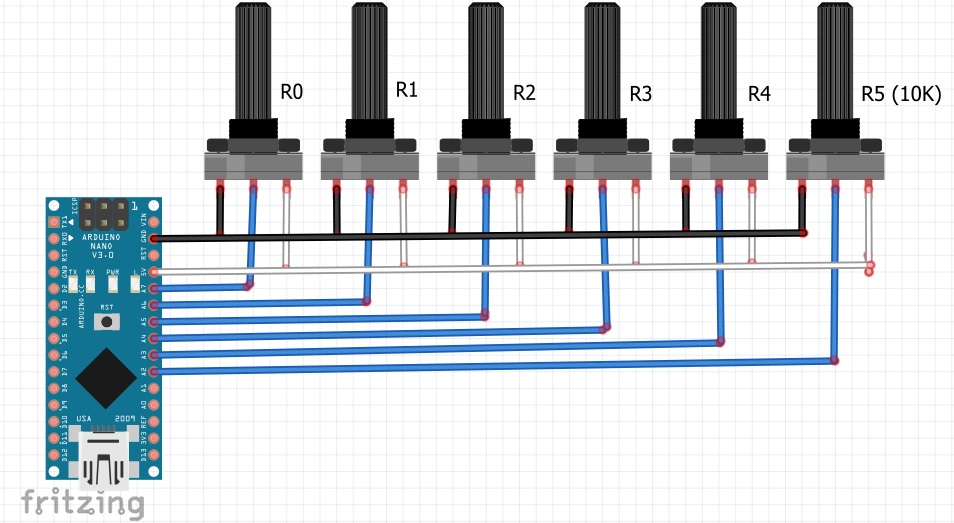 R0
R1
R2
R3
R4
R5 (10K)
ICSP
1
ARDUINO
NANO
V3.0
TX
RX
PWR
L
RST
ARDUINO.CC
TX1
RX0
RST
GND
D2
D3
D4
D5
D6
D7
D8
D9
D10
D11
D12
VIN
GND
RST
5V
A7
A6
A5
A4
A3
A2
A1
A0
REF
3V3
D13
USA
2009
fritzing